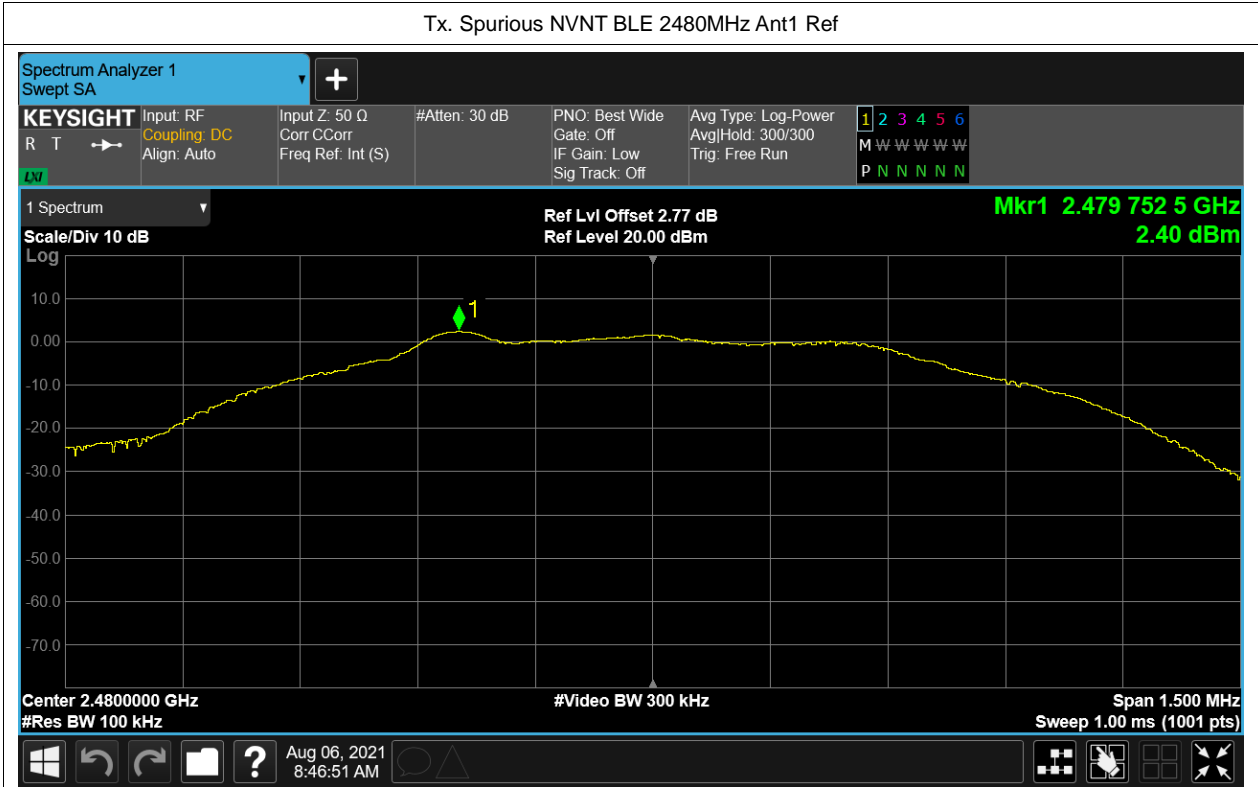 Tx. Spurious NVNT BLE 2480MHz Ant1 Ref
Spectrum Analyzer 1
Swept SA
KEYSIGHT
R T
LXI
Input: RF
Coupling: DC
Align: Auto
Input Z: 50 Ω
Corr CCorr
Freq Ref: Int (S)
#Atten: 30 dB
PNO: Best Wide
Gate: Off
IF Gain: Low
Sig Track: Off
Avg Type: Log-Power
Avg|Hold: 300/300
Trig: Free Run
1 2 3 4 5 6
M W W W W W
P N N N N N
1 Spectrum
Scale/Div 10 dB
Ref Lvl Offset 2.77 dB
Ref Level 20.00 dBm
Mkr1 2.479 752 5 GHz
2.40 dBm
Log
10.0
0.00
-10.0
-20.0
-30.0
-40.0
-50.0
-60.0
-70.0
1
Center 2.4800000 GHz
#Res BW 100 kHz
#Video BW 300 kHz
Span 1.500 MHz
Sweep 1.00 ms (1001 pts)
?
Aug 06, 2021
8:46:51 AM